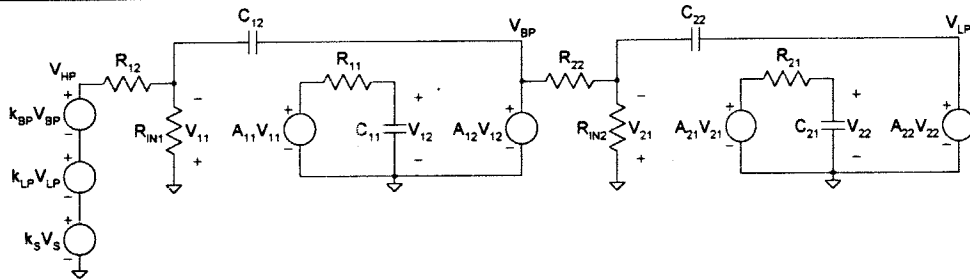 C12
VBP
C22
VLP
VHP
R12
R11
R22
R21
kBPVBP
RIN1
V11
A11V11
C11
V12
A12V12
RIN2
V21
A21V21
C21
V22
A22V22
kLPVLP
kSVS